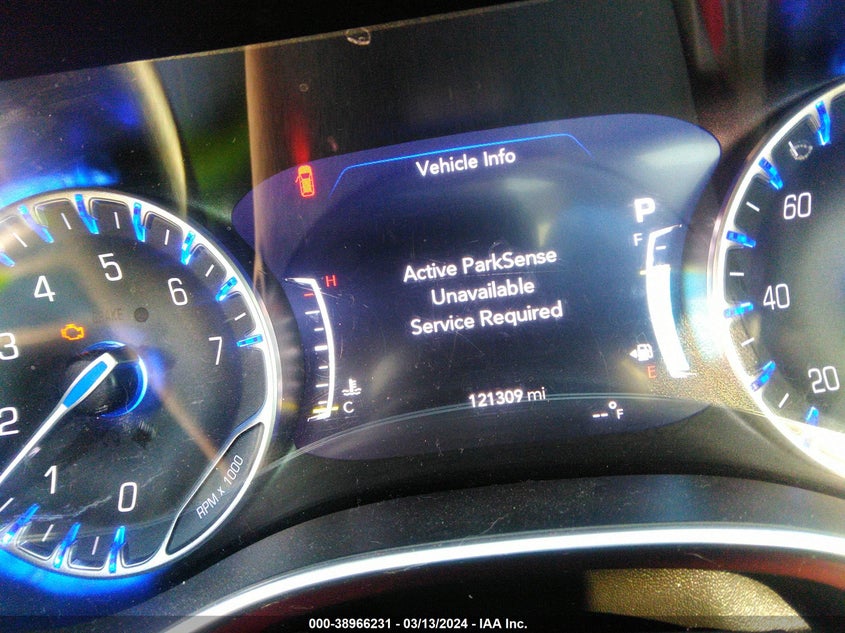 Vehicle Info
P
F
H
Active ParkSense
Unavailable
Service Required
E
C
121309 mi
--°F
0
1
2
3
4
5
6
7
RPM x 1000
60
40
20
000-38966231 - 03/13/2024 - IAA Inc.